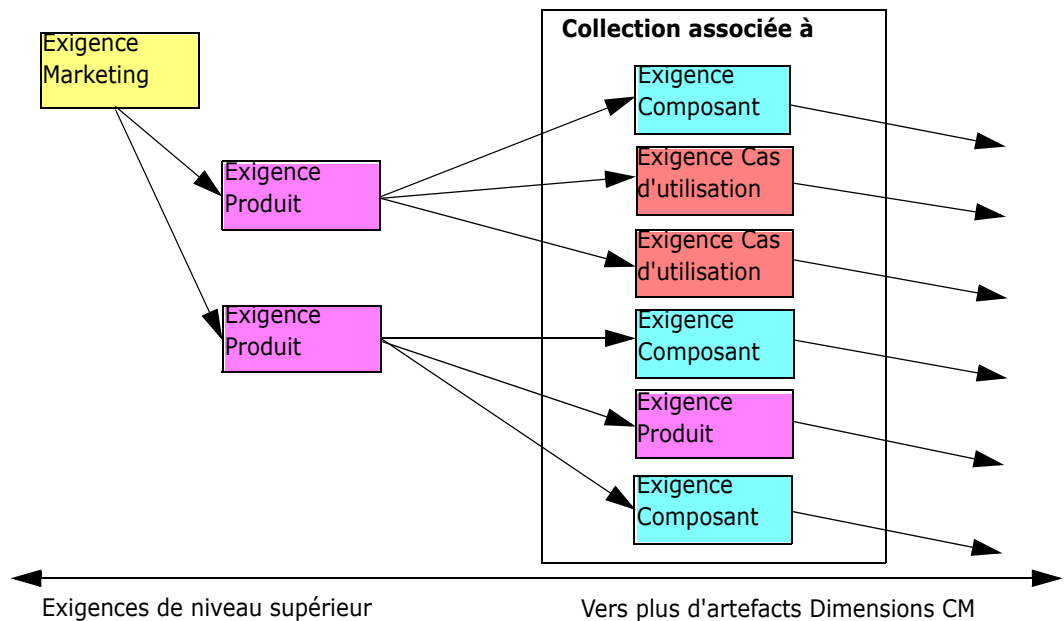 Collection associée à
Exigence
Marketing
Exigence
Composant
Exigence Cas
d'utilisation
Exigence
Produit
Exigence Cas
d'utilisation
Exigence
Produit
Exigence
Composant
Exigence
Produit
Exigence
Composant
Exigences de niveau supérieur
Vers plus d'artefacts Dimensions CM